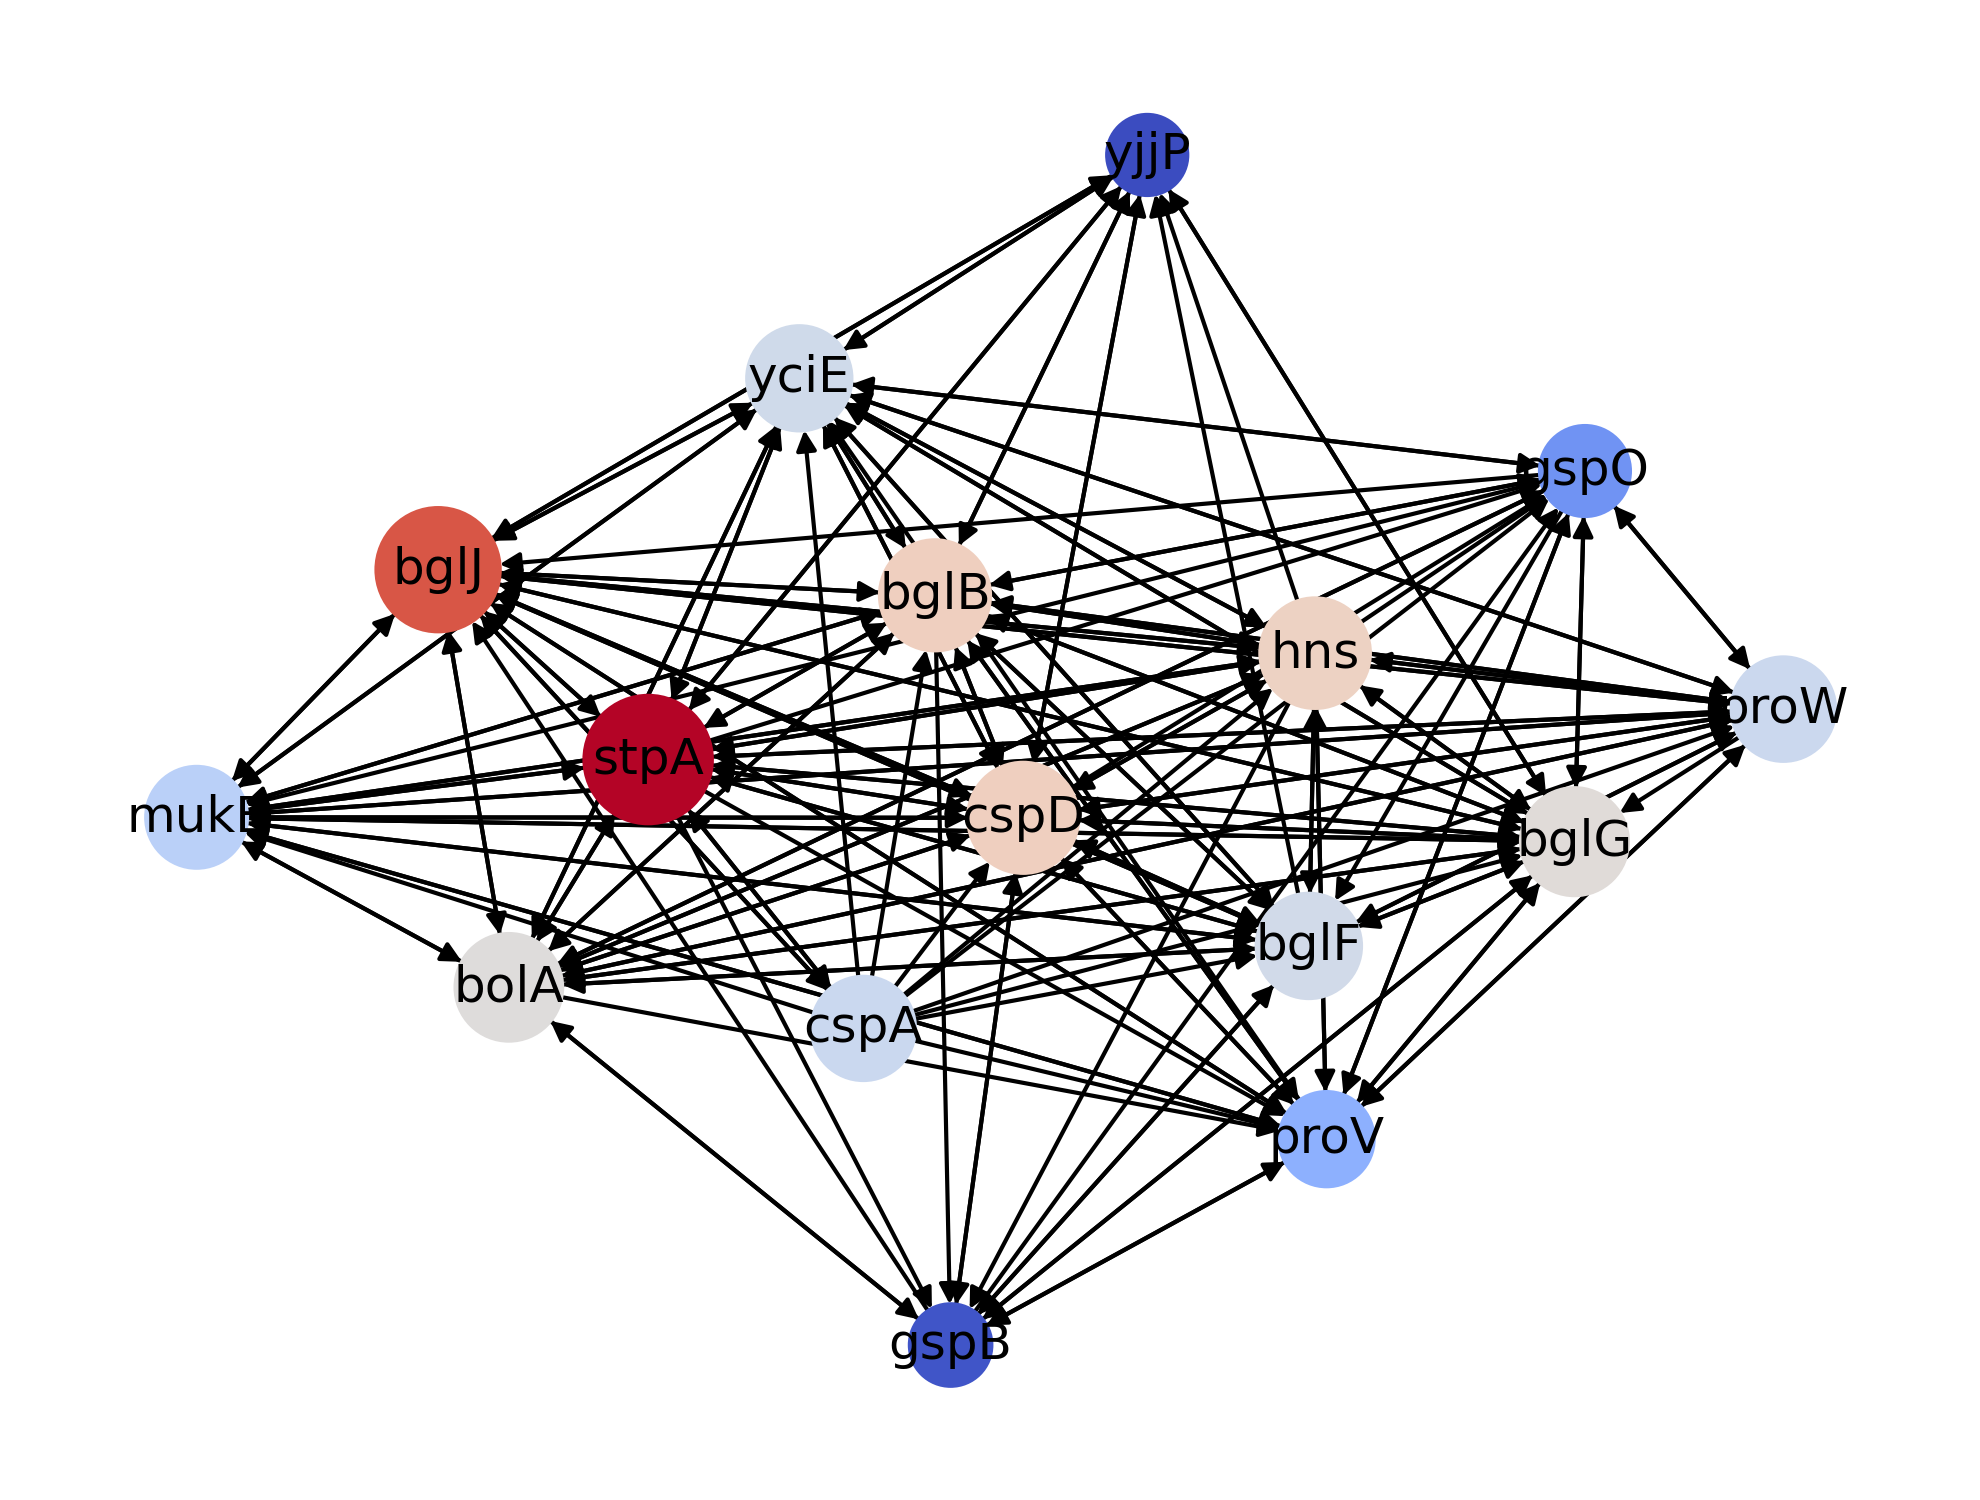 yjjP
yciE
gspO
bglJ
bglB
hns
proW
stpA
mukB
cspD
bglG
bglF
bolA
cspA
proV
gspB